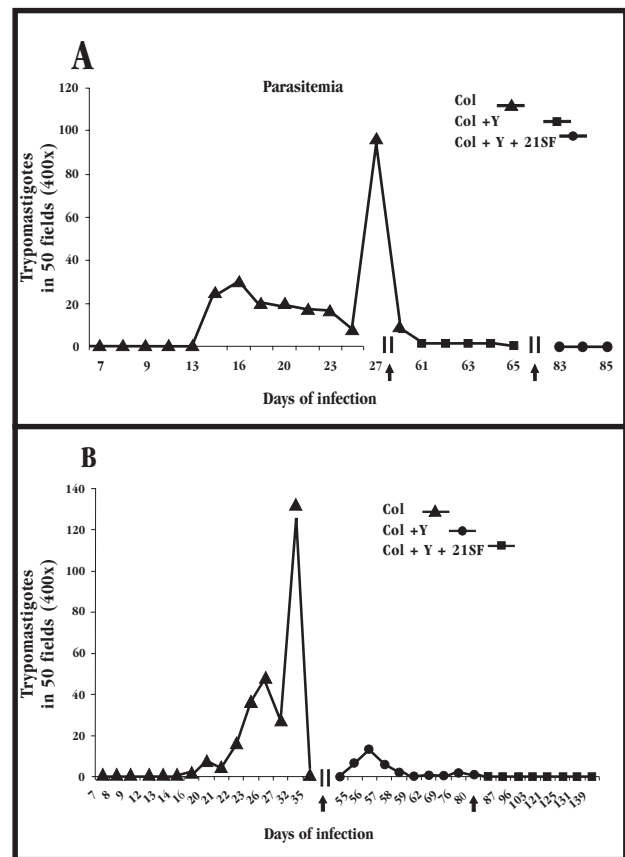 A
Parasitemia
Trypomastigotes
in 50 fields (400x)
120
100
80
60
40
20
0
Col
Col +Y
Col + Y + 21SF
7 9 13 16 20 23 27 61 63 65 83 85
Days of infection
B
Trypomastigotes
in 50 fields (400x)
140
120
100
80
60
40
20
0
Col
Col +Y
Col + Y + 21SF
7 8 9 12 13 14 16 20 21 22 23 26 27 32 35 55 56 57 58 59 62 69 76 80 87 96 103 121 125 131 139
Days of infection